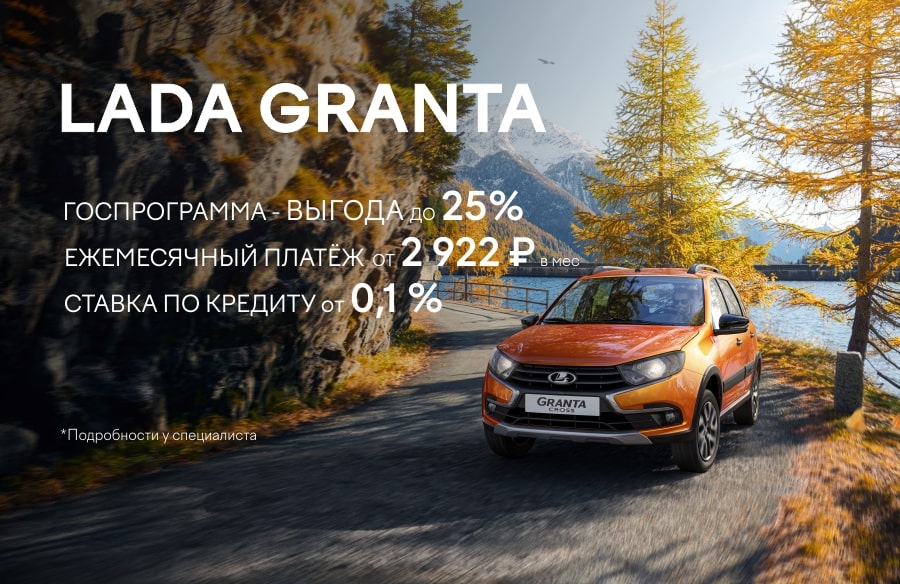 LADA GRANTA
ГОСПРОГРАММА - ВЫГОДА до 25%
ЕЖЕМЕСЯЧНЫЙ ПЛАТЁЖ от 2 922 ₽ в мес
СТАВКА ПО КРЕДИТУ от 0,1 %
GRANTA
CROSS
*Подробности у специалиста